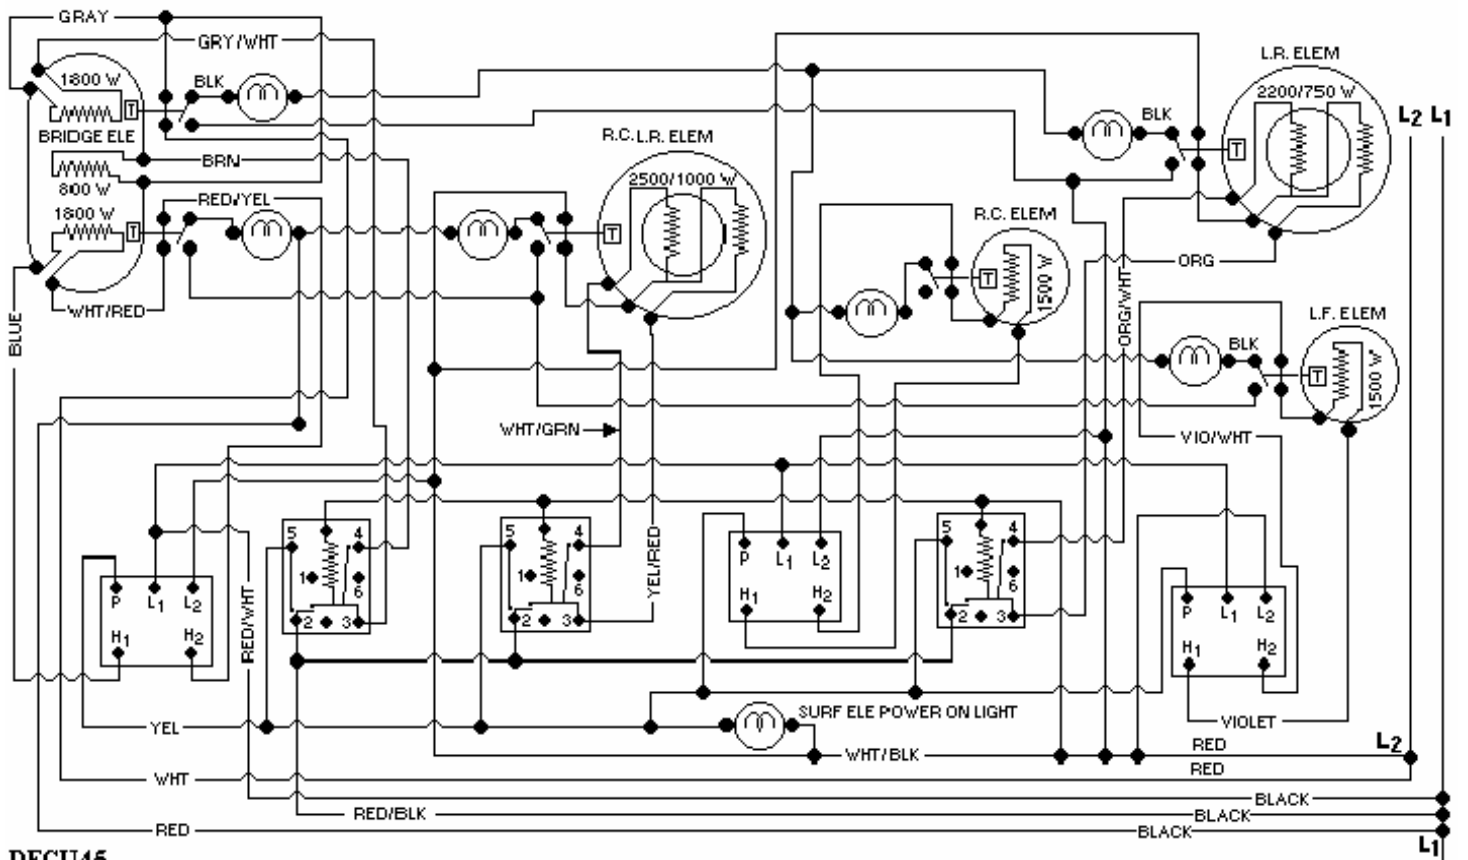 GRAY
GRY/WHT
1800 W
BLK
T
BRIDGE ELE
BRN
800 W
RED/YEL
1800 W
T
WHT/RED
BLUE
R.C. L.R. ELEM
2500/1000 W
T
L.R. ELEM
2200/750 W
BLK
T
L2 L1
R.C. ELEM
T
1500 W
ORG
ORG/WHT
L.F. ELEM
BLK
T
1500 W
WHT/GRN
VIO/WHT
YEL/RED
RED/WHT
P L1 L2
H1 H2
5 4
1 6
2 3
5 4
1 6
2 3
P L1 L2
H1 H2
5 4
1 6
2 3
P L1 L2
H1 H2
YEL
SURF ELE POWER ON LIGHT
VIOLET
WHT/BLK
RED
L2
WHT
RED
BLACK
RED/BLK
BLACK
RED
BLACK
L1